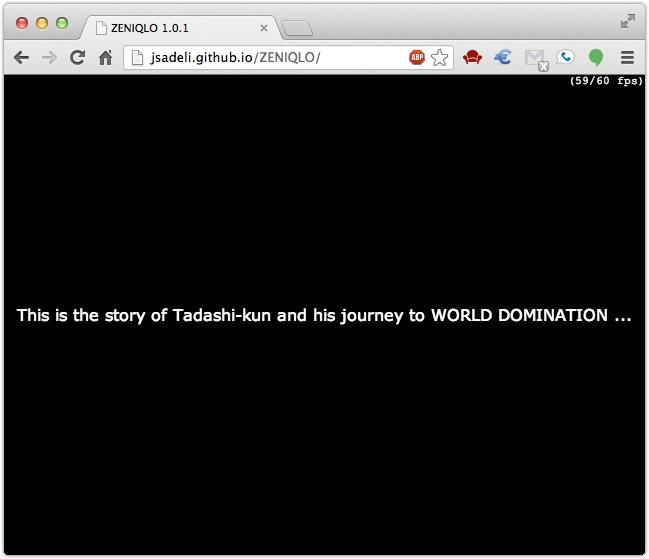 ZENIQLO 1.0.1
jsadeli.github.io/ZENIQLO/
ABP
(59/60 fps)
This is the story of Tadashi-kun and his journey to WORLD DOMINATION ...